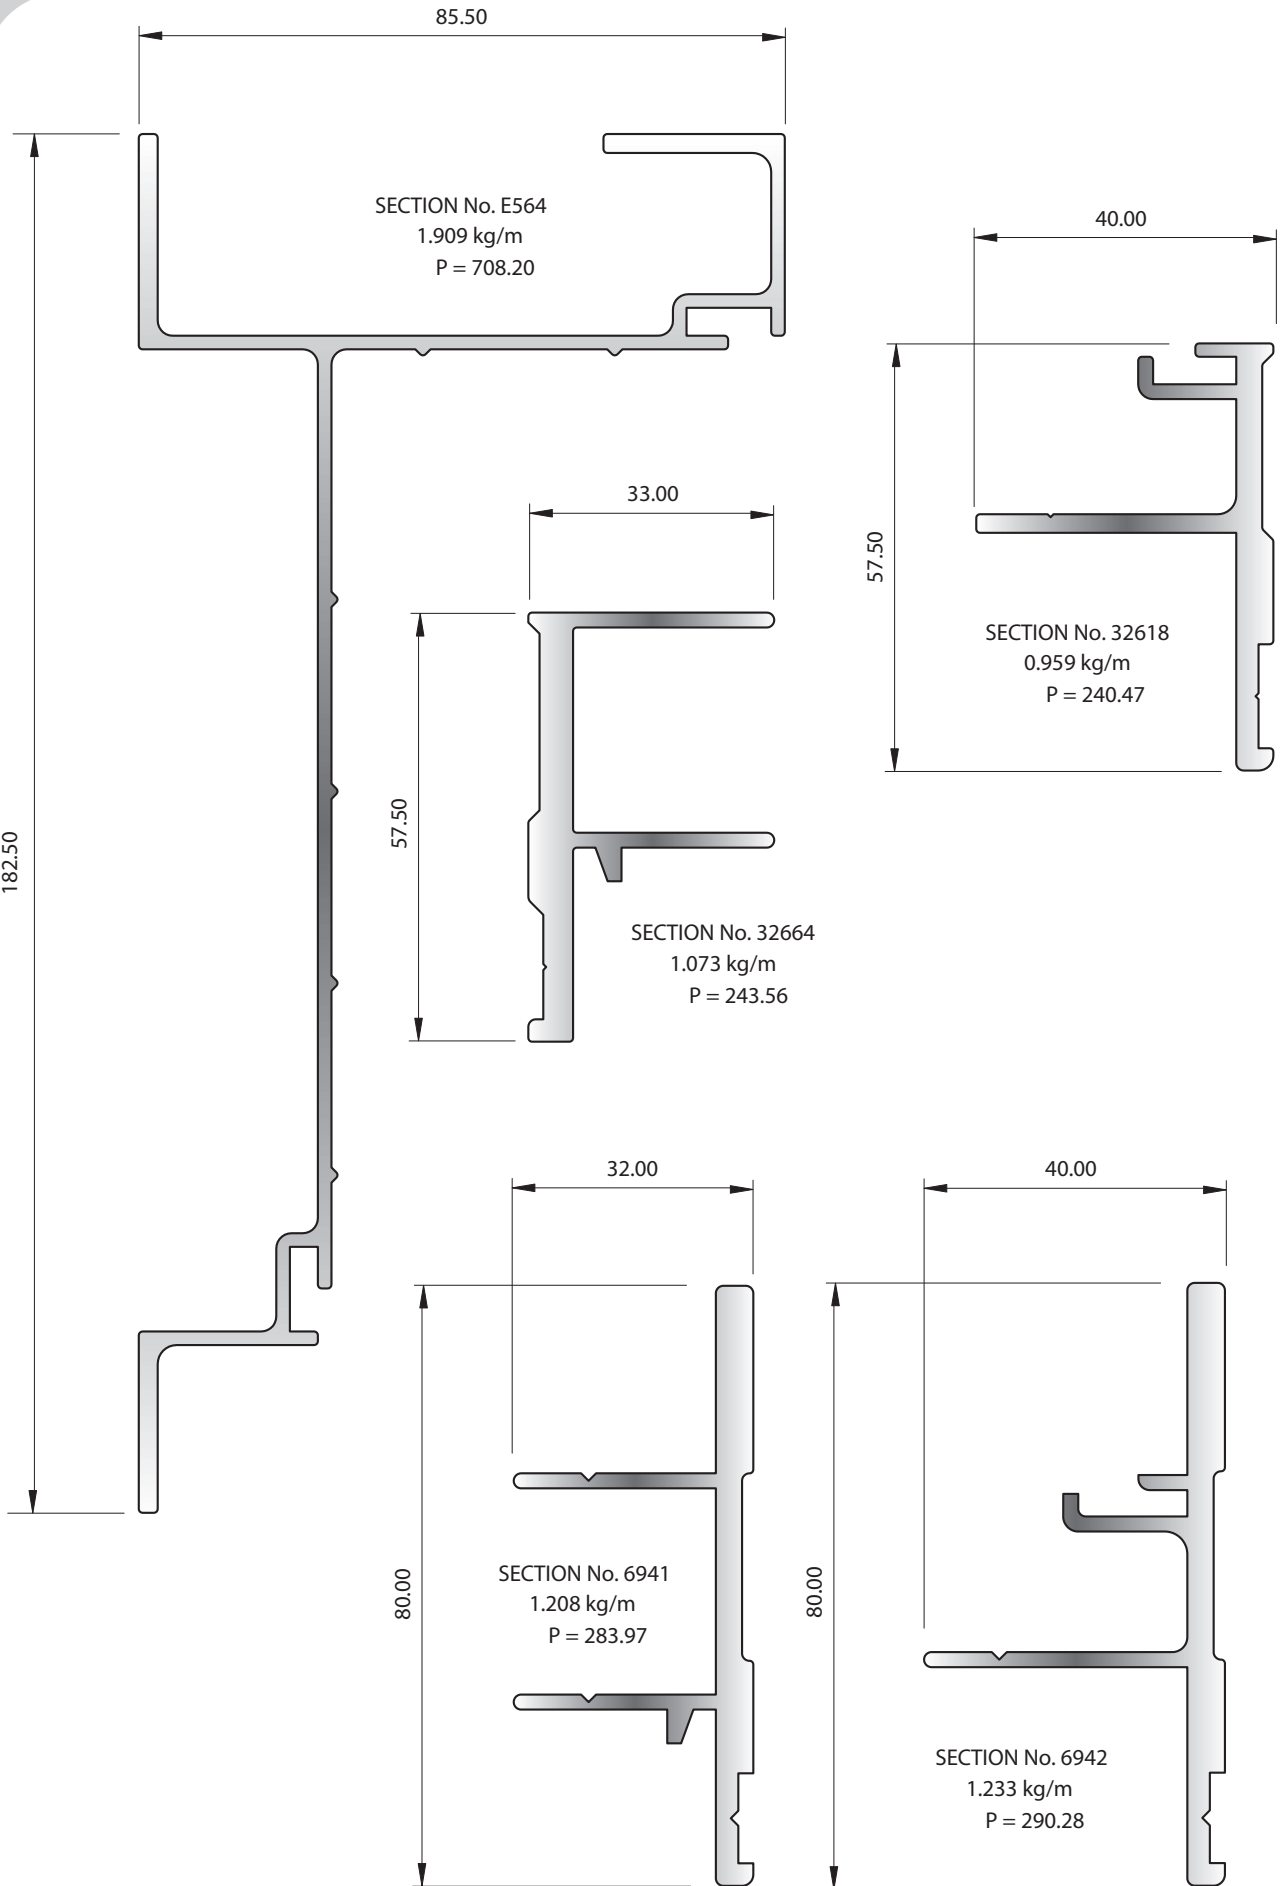 85.50
SECTION No. E564
1.909 kg/m
P = 708.20
182.50
40.00
57.50
SECTION No. 32618
0.959 kg/m
P = 240.47
33.00
57.50
SECTION No. 32664
1.073 kg/m
P = 243.56
32.00
80.00
SECTION No. 6941
1.208 kg/m
P = 283.97
40.00
80.00
SECTION No. 6942
1.233 kg/m
P = 290.28